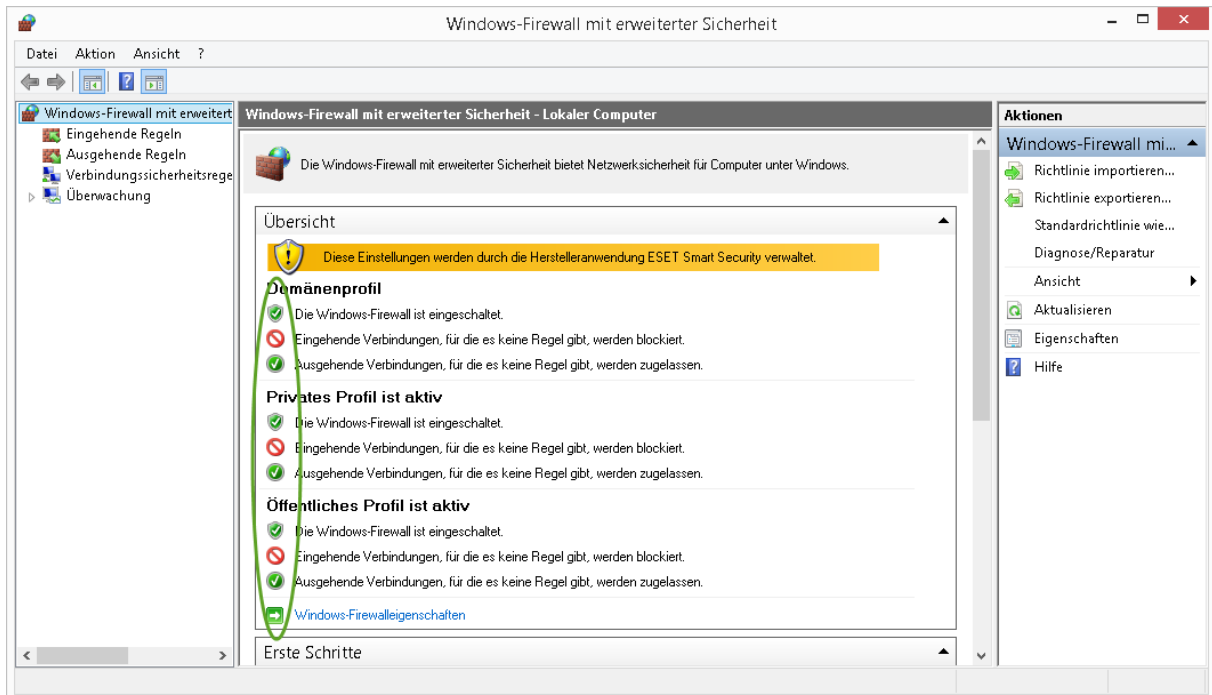 Windows-Firewall mit erweiterter Sicherheit
Datei Aktion Ansicht ?
Windows-Firewall mit erweitert
Eingehende Regeln
Ausgehende Regeln
Verbindungssicherheitsrege
Überwachung
Windows-Firewall mit erweiterter Sicherheit - Lokaler Computer
Die Windows-Firewall mit erweiterter Sicherheit bietet Netzwerksicherheit für Computer unter Windows.
Übersicht
Diese Einstellungen werden durch die Herstelleranwendung ESET Smart Security verwaltet.
Domänenprofil
Die Windows-Firewall ist eingeschaltet.
Eingehende Verbindungen, für die es keine Regel gibt, werden blockiert.
Ausgehende Verbindungen, für die es keine Regel gibt, werden zugelassen.
Privates Profil ist aktiv
Die Windows-Firewall ist eingeschaltet.
Eingehende Verbindungen, für die es keine Regel gibt, werden blockiert.
Ausgehende Verbindungen, für die es keine Regel gibt, werden zugelassen.
Öffentliches Profil ist aktiv
Die Windows-Firewall ist eingeschaltet.
Eingehende Verbindungen, für die es keine Regel gibt, werden blockiert.
Ausgehende Verbindungen, für die es keine Regel gibt, werden zugelassen.
Windows-Firewalleigenschaften
Erste Schritte
Aktionen
Windows-Firewall mi...
Richtlinie importieren...
Richtlinie exportieren...
Standardrichtlinie wie...
Diagnose/Reparatur
Ansicht
Aktualisieren
Eigenschaften
Hilfe